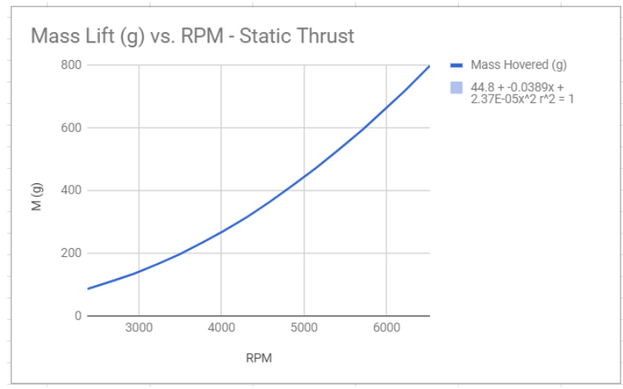 Mass Lift (g) vs. RPM - Static Thrust
800
600
400
200
0
M (g)
3000 4000 5000 6000
RPM
Mass Hovered (g)
44.8 + -0.0389x +
2.37E-05x^2 r^2 = 1